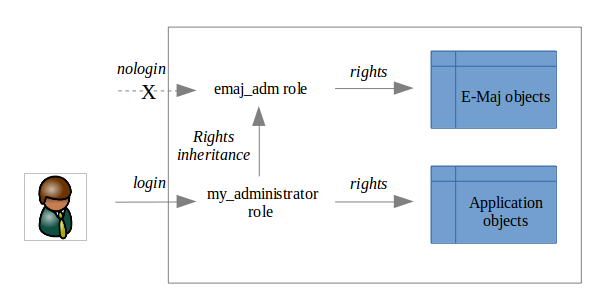 nologin
X
emaj_adm role
rights
E-Maj objects
Rights
inheritance
login
my_administrator
role
rights
Application
objects